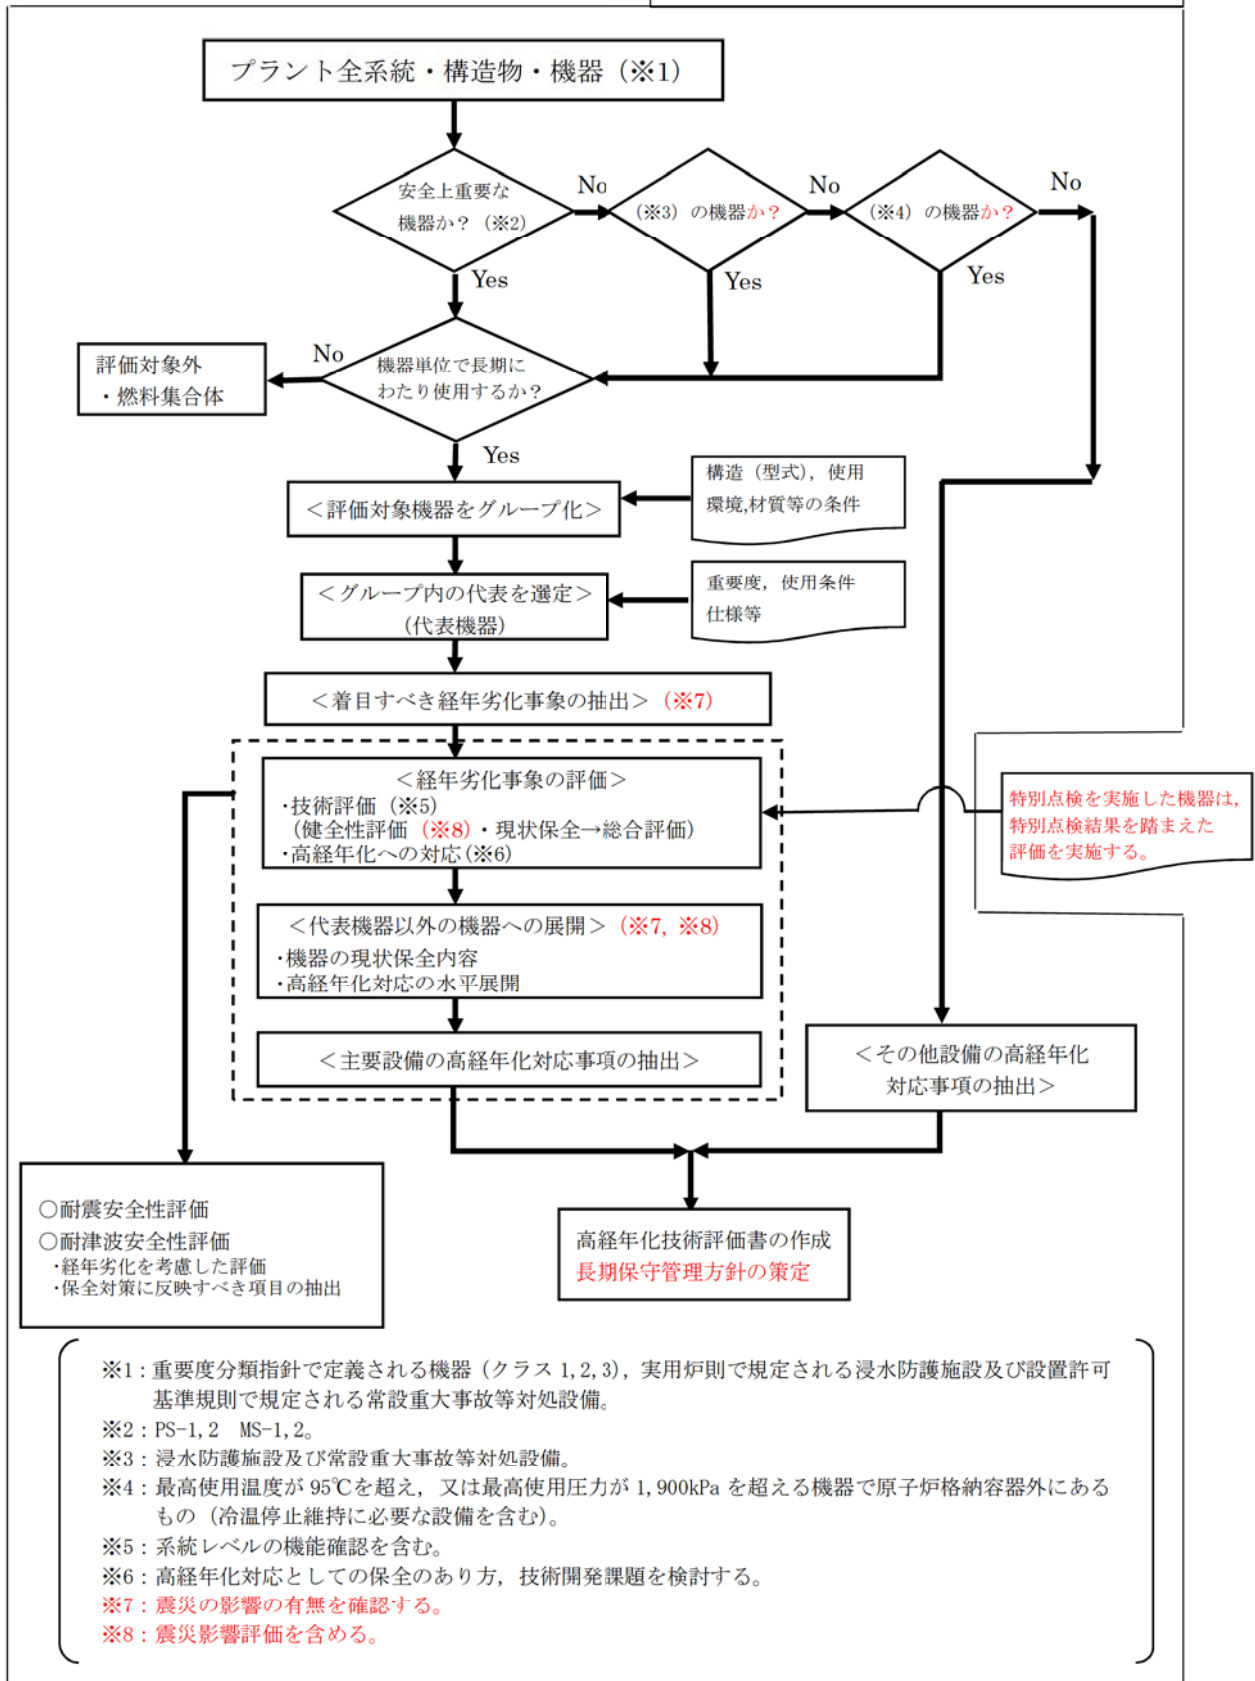 プラント全系統・構造物・機器（※1）
安全上重要な
機器か？（※2）
No
（※3）の機器か？
No
（※4）の機器か？
No
Yes
Yes
Yes
評価対象外
・燃料集合体
No
機器単位で長期に
わたり使用するか？
Yes
＜評価対象機器をグループ化＞
構造（型式），使用
環境,材質等の条件
＜グループ内の代表を選定＞
(代表機器)
重要度，使用条件
仕様等
＜着目すべき経年劣化事象の抽出＞（※7）
＜経年劣化事象の評価＞
・技術評価（※5）
（健全性評価（※8）・現状保全→総合評価）
・高経年化への対応(※6)
特別点検を実施した機器は，
特別点検結果を踏まえた
評価を実施する。
＜代表機器以外の機器への展開＞（※7, ※8）
・機器の現状保全内容
・高経年化対応の水平展開
＜主要設備の高経年化対応事項の抽出＞
＜その他設備の高経年化
対応事項の抽出＞
○耐震安全性評価
○耐津波安全性評価
・経年劣化を考慮した評価
・保全対策に反映すべき項目の抽出
高経年化技術評価書の作成
長期保守管理方針の策定
※1：重要度分類指針で定義される機器（クラス 1,2,3），実用炉則で規定される浸水防護施設及び設置許可
基準規則で規定される常設重大事故等対処設備。
※2：PS-1,2　MS-1,2。
※3：浸水防護施設及び常設重大事故等対処設備。
※4：最高使用温度が 95℃を超え，又は最高使用圧力が 1,900kPa を超える機器で原子炉格納容器外にある
もの（冷温停止維持に必要な設備を含む）。
※5：系統レベルの機能確認を含む。
※6：高経年化対応としての保全のあり方，技術開発課題を検討する。
※7：震災の影響の有無を確認する。
※8：震災影響評価を含める。